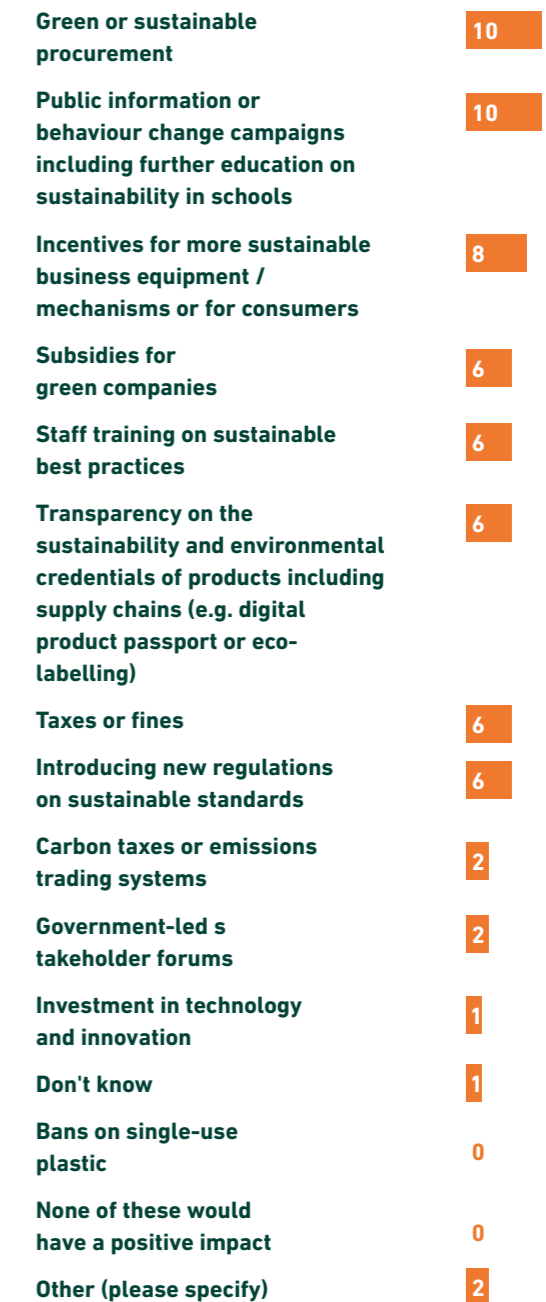 Green or sustainable
procurement
10
Public information or
behaviour change campaigns
including further education on
sustainability in schools
10
Incentives for more sustainable
business equipment /
mechanisms or for consumers
8
Subsidies for
green companies
6
Staff training on sustainable
best practices
6
Transparency on the
sustainability and environmental
credentials of products including
supply chains (e.g. digital
product passport or eco-
labelling)
6
Taxes or fines
6
Introducing new regulations
on sustainable standards
6
Carbon taxes or emissions
trading systems
2
Government-led s
takeholder forums
2
Investment in technology
and innovation
1
Don't know
1
Bans on single-use
plastic
0
None of these would
have a positive impact
0
Other (please specify)
2